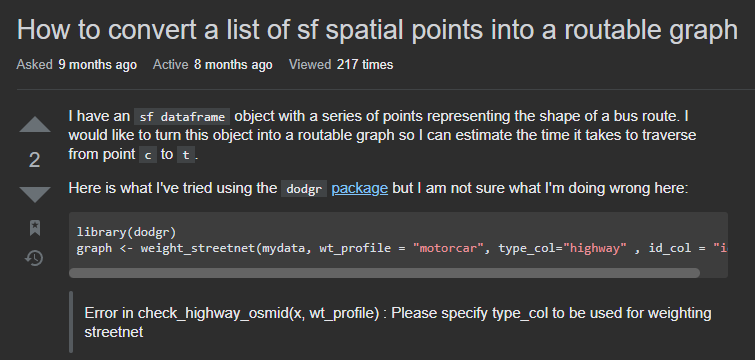 How to convert a list of sf spatial points into a routable graph
Asked 9 months ago Active 8 months ago Viewed 217 times
I have an sf dataframe object with a series of points representing the shape of a bus route. I
would like to turn this object into a routable graph so I can estimate the time it takes to traverse
from point c to t.
2
Here is what I've tried using the dodgr package but I am not sure what I'm doing wrong here:
library(dodgr)
graph <- weight_streetnet(mydata, wt_profile = "motorcar", type_col="highway" , id_col = "i
Error in check_highway_osmid(x, wt_profile) : Please specify type_col to be used for weighting
streetnet